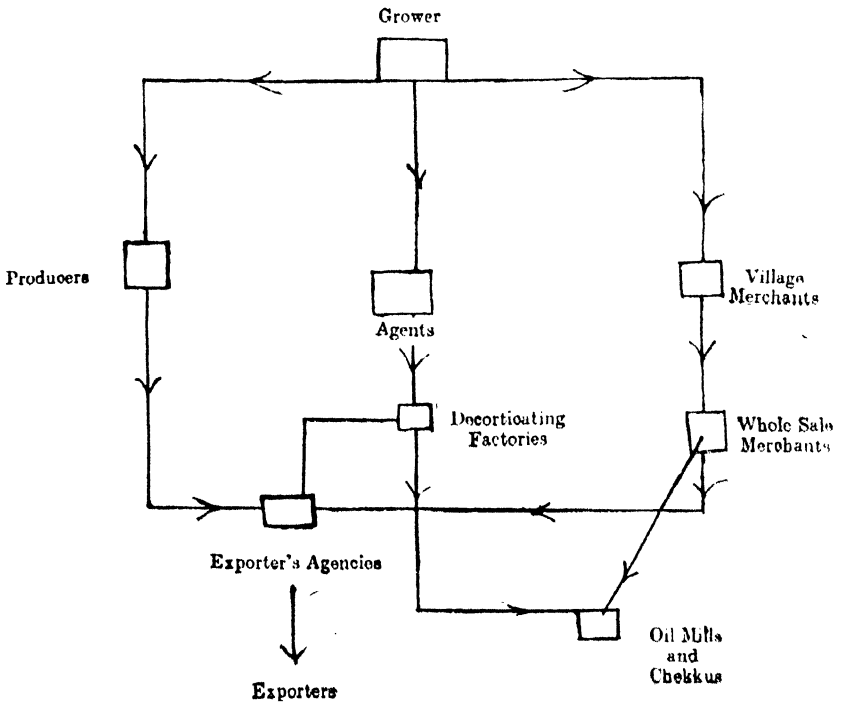 Grower
Producers
Village
Merchants
Agents
Decorticating
Factories
Whole Sale
Merchants
Exporter's Agencies
Oil Mills
and
Chekkus
Exporters